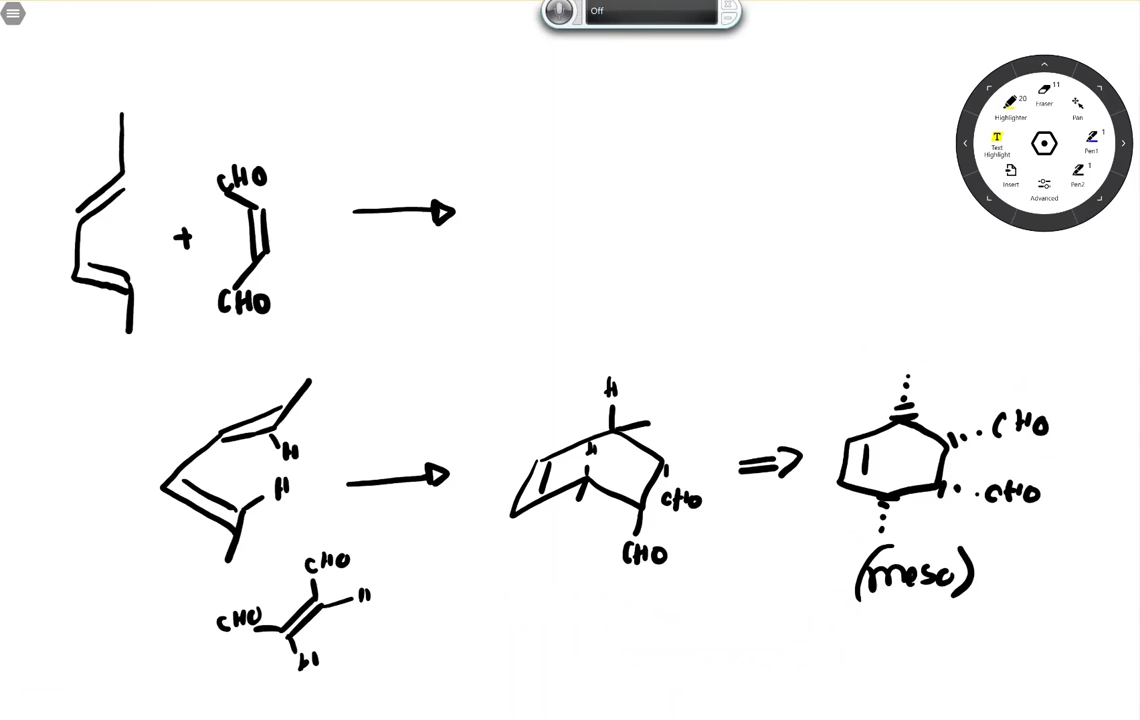 Off
20
Highlighter
11
Eraser
Pan
T
Text
Highlight
1
Pen1
Insert
1
Pen2
Advanced
CHO
+
CHO
H
H
CHO
CHO
H
H
H
H
CHO
CHO
CHO
CHO
(meso)